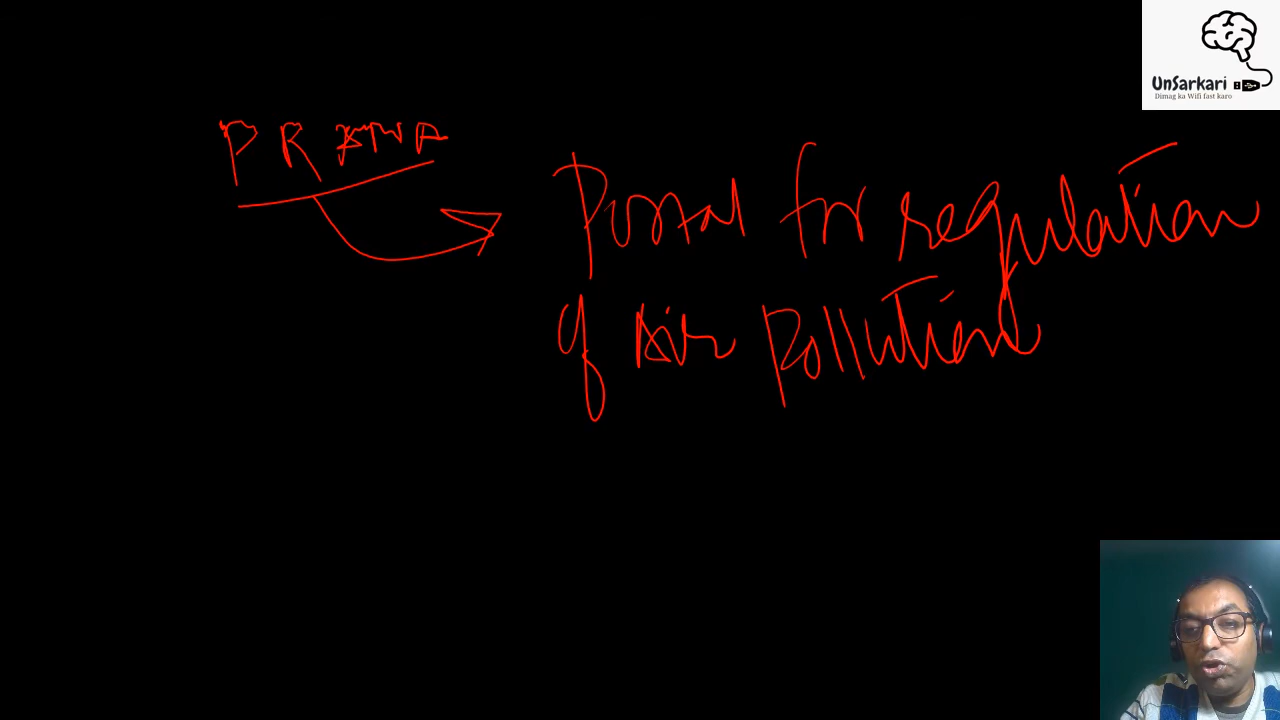 UnSarkari
Dimag ka Wifi fast karo
PRANA
Portal for regulation
of Air Pollution